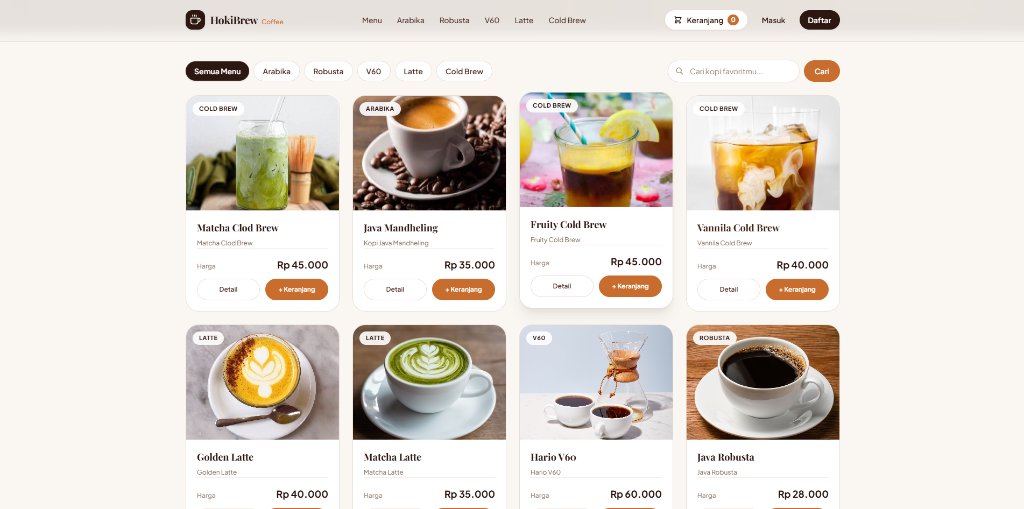 HokiBrew Coffee
Menu Arabika Robusta V60 Latte Cold Brew
Keranjang 0 Masuk Daftar
Semua Menu Arabika Robusta V60 Latte Cold Brew
Cari kopi favoritmu... Cari
COLD BREW
Matcha Clod Brew
Matcha Clod Brew
Harga Rp 45.000
Detail + Keranjang
ARABIKA
Java Mandheling
Kopi Java Mandheling
Harga Rp 35.000
Detail + Keranjang
COLD BREW
Fruity Cold Brew
Fruity Cold Brew
Harga Rp 45.000
Detail + Keranjang
COLD BREW
Vannila Cold Brew
Vannila Cold Brew
Harga Rp 40.000
Detail + Keranjang
LATTE
Golden Latte
Golden Latte
Harga Rp 40.000
LATTE
Matcha Latte
Matcha Latte
Harga Rp 35.000
V60
Hario V60
Hario V60
Harga Rp 60.000
ROBUSTA
Java Robusta
Java Robusta
Harga Rp 28.000